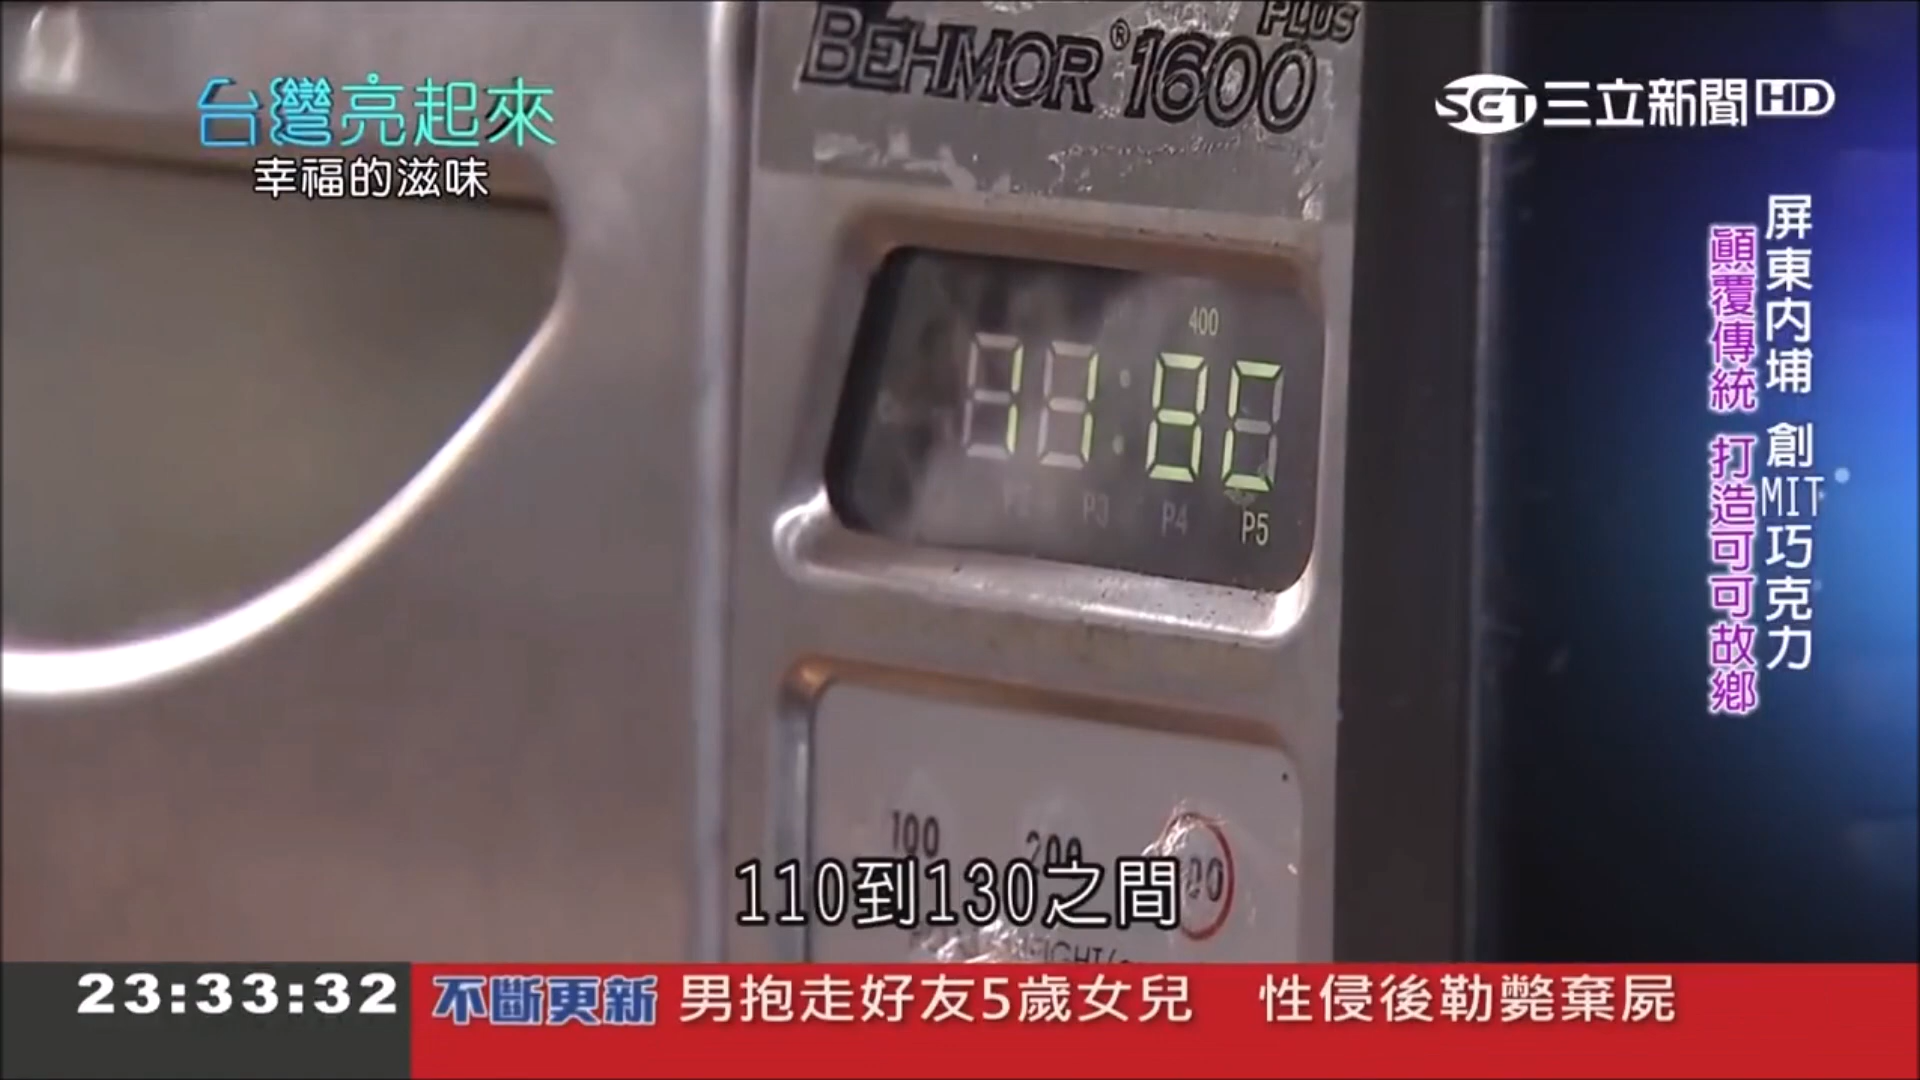 BEHMOR® 1600 PLUS
台灣亮起來
幸福的滋味
SET三立新聞HD
屏東內埔 創MIT巧克力
顛覆傳統 打造可可故鄉
400
118C
P2 P3 P4 P5
100 200
110到130之間
23:33:32
不斷更新 男抱走好友5歲女兒 性侵後勒斃棄屍